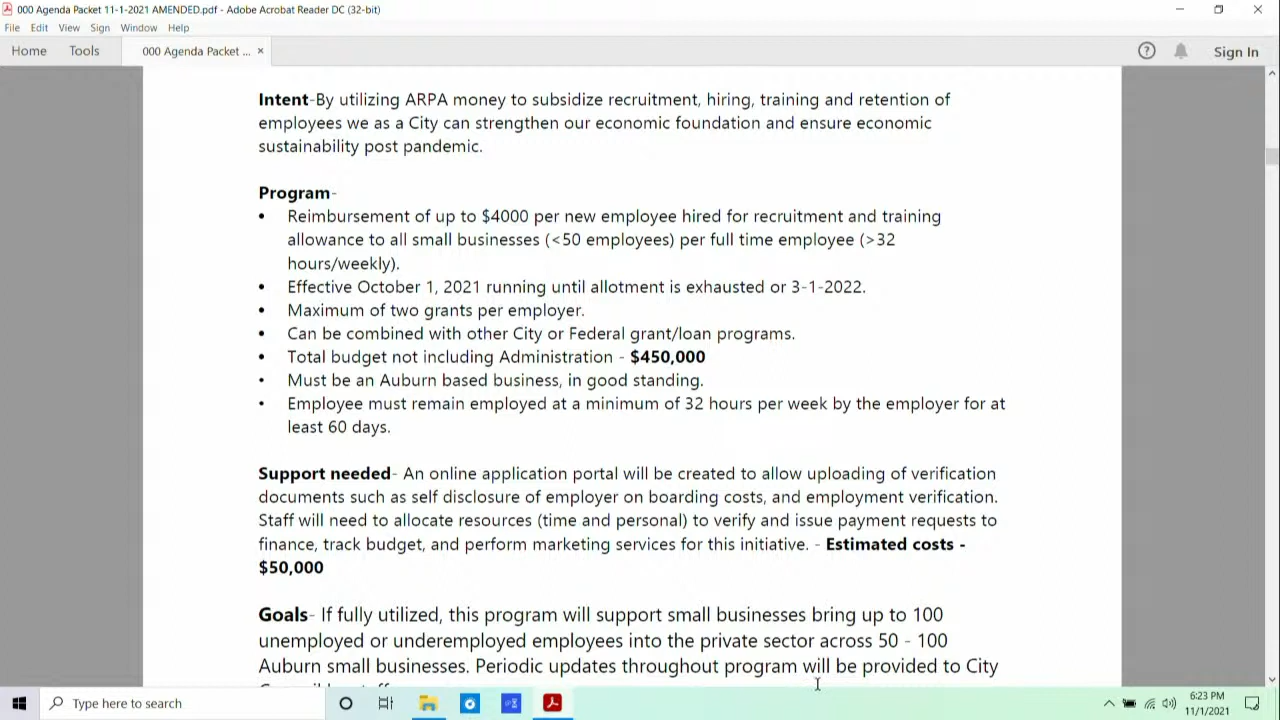 000 Agenda Packet 11-1-2021 AMENDED.pdf - Adobe Acrobat Reader DC (32-bit)
File Edit View Sign Window Help
Home Tools 000 Agenda Packet ... × Sign In
Intent-By utilizing ARPA money to subsidize recruitment, hiring, training and retention of
employees we as a City can strengthen our economic foundation and ensure economic
sustainability post pandemic.
Program-
• Reimbursement of up to $4000 per new employee hired for recruitment and training
allowance to all small businesses (<50 employees) per full time employee (>32
hours/weekly).
• Effective October 1, 2021 running until allotment is exhausted or 3-1-2022.
• Maximum of two grants per employer.
• Can be combined with other City or Federal grant/loan programs.
• Total budget not including Administration - $450,000
• Must be an Auburn based business, in good standing.
• Employee must remain employed at a minimum of 32 hours per week by the employer for at
least 60 days.
Support needed- An online application portal will be created to allow uploading of verification
documents such as self disclosure of employer on boarding costs, and employment verification.
Staff will need to allocate resources (time and personal) to verify and issue payment requests to
finance, track budget, and perform marketing services for this initiative. - Estimated costs -
$50,000
Goals- If fully utilized, this program will support small businesses bring up to 100
unemployed or underemployed employees into the private sector across 50 - 100
Auburn small businesses. Periodic updates throughout program will be provided to City
Type here to search
6:23 PM
11/1/2021